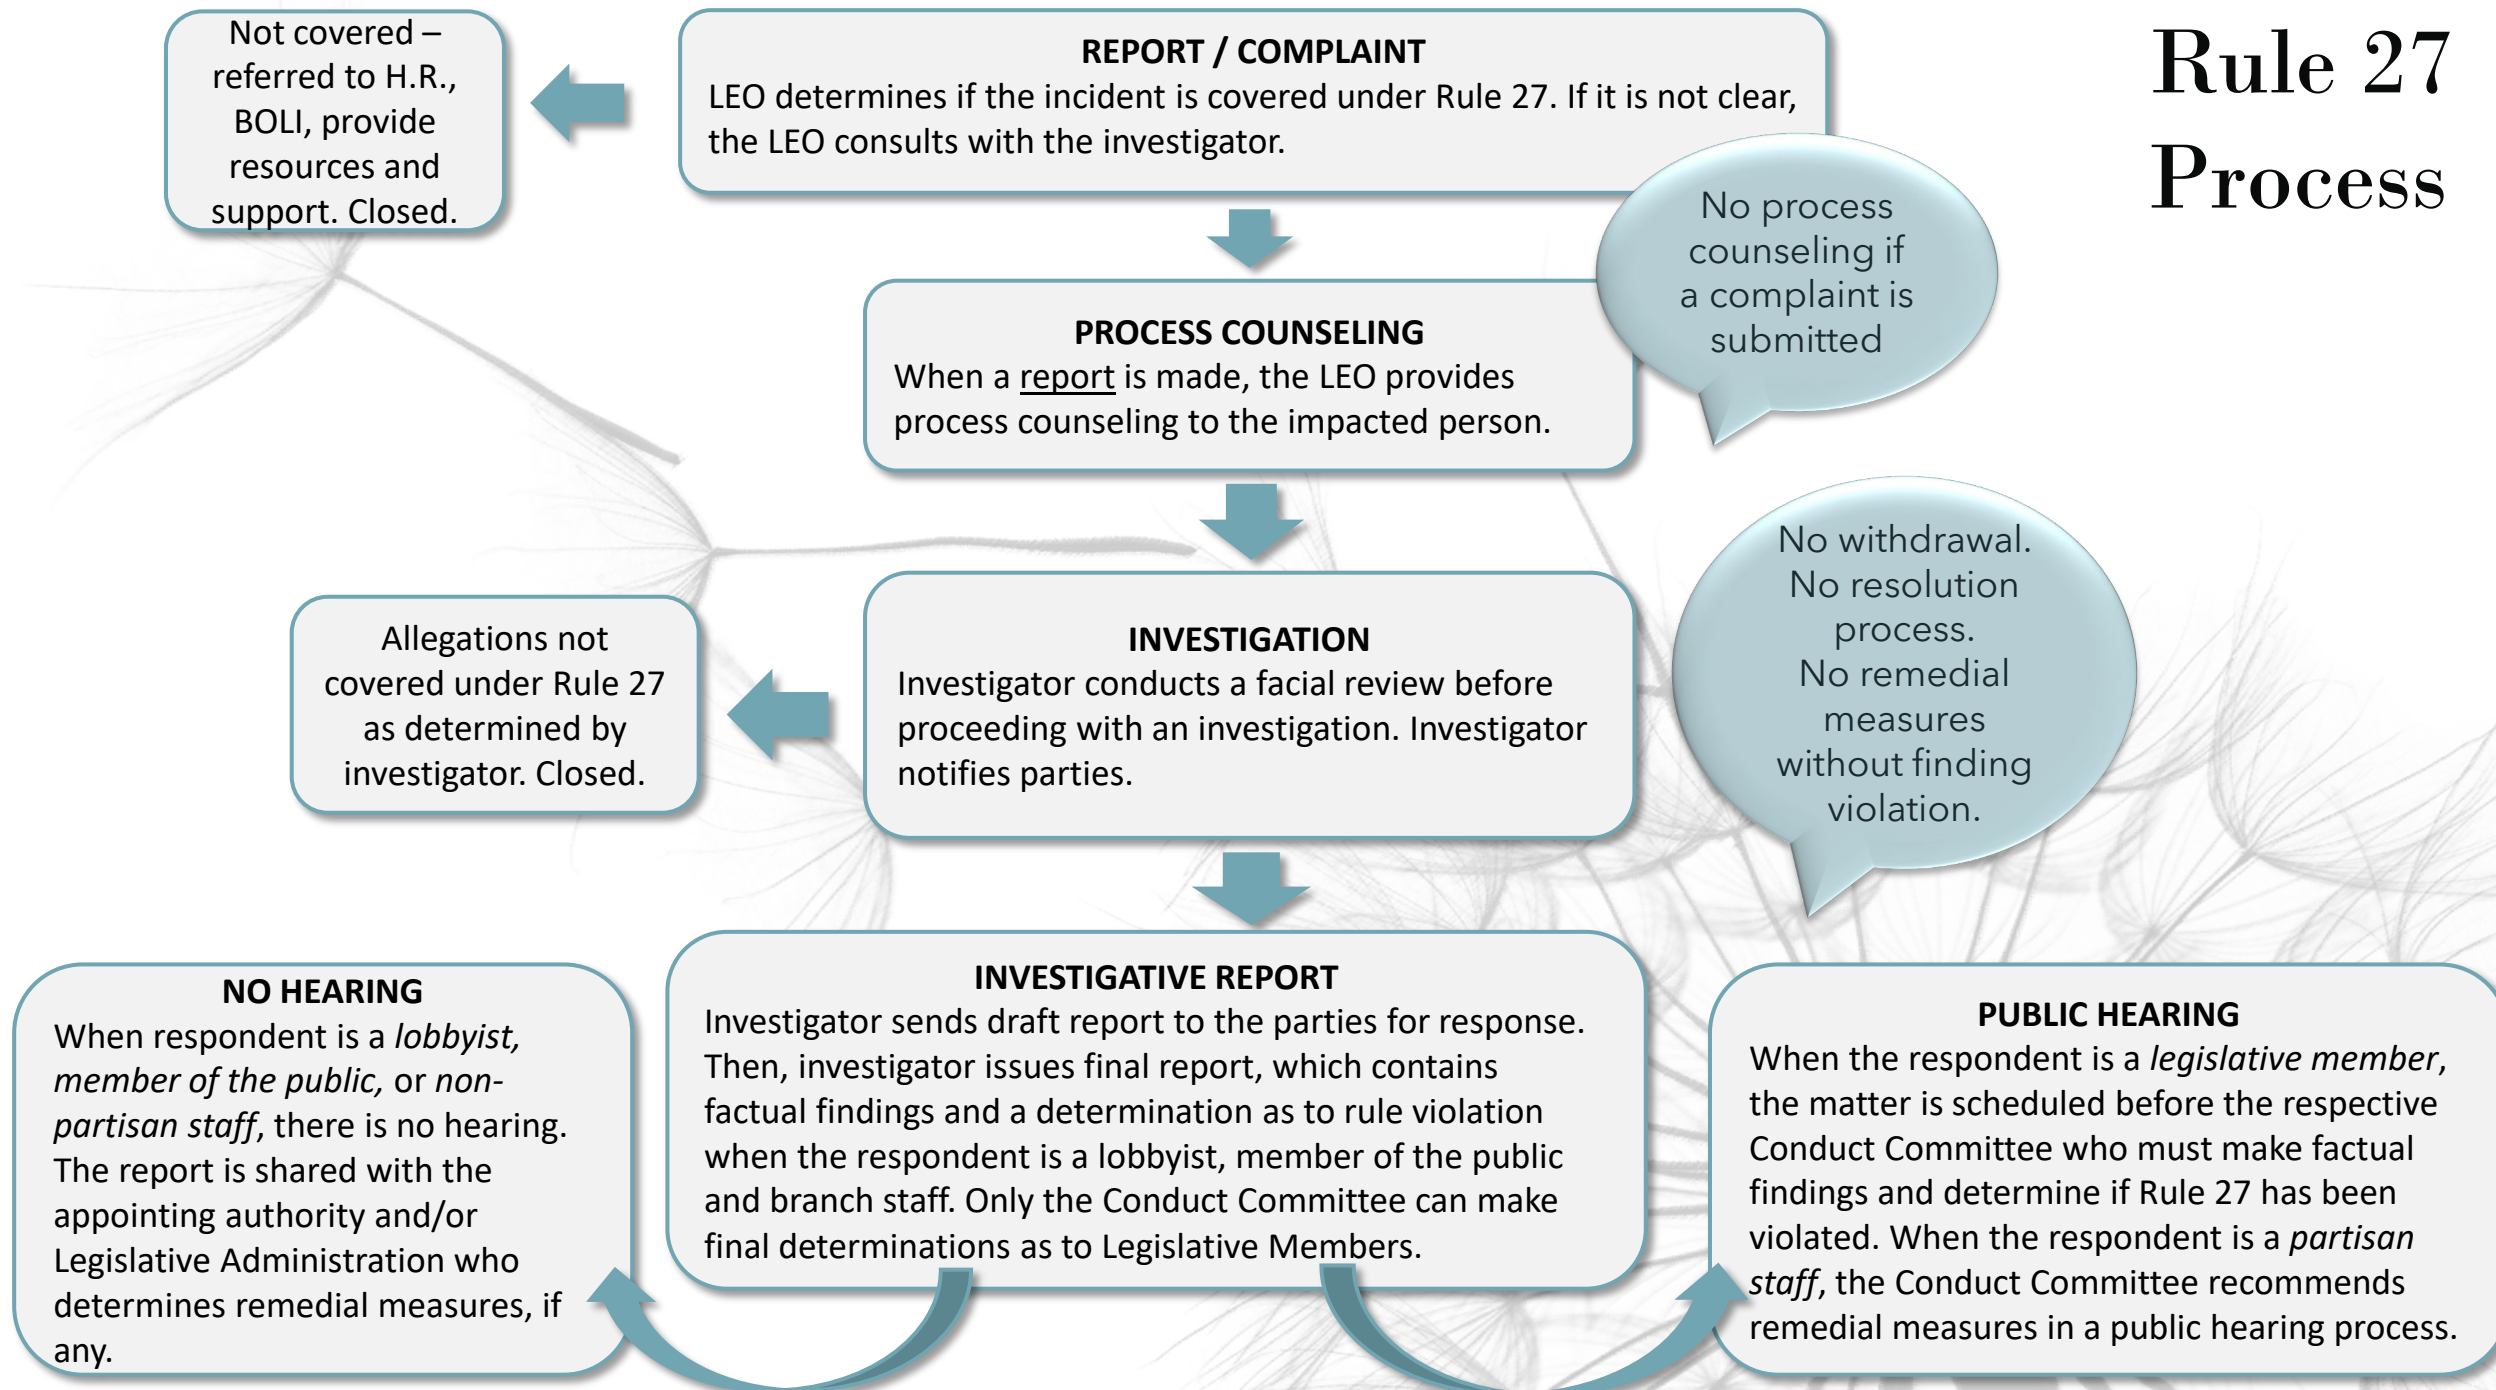 Rule 27
Process
Not covered –
referred to H.R.,
BOLI, provide
resources and
support. Closed.
REPORT / COMPLAINT
LEO determines if the incident is covered under Rule 27. If it is not clear,
the LEO consults with the investigator.
No process
counseling if
a complaint is
submitted
PROCESS COUNSELING
When a report is made, the LEO provides
process counseling to the impacted person.
No withdrawal.
No resolution
process.
No remedial
measures
without finding
violation.
Allegations not
covered under Rule 27
as determined by
investigator. Closed.
INVESTIGATION
Investigator conducts a facial review before
proceeding with an investigation. Investigator
notifies parties.
NO HEARING
When respondent is a lobbyist,
member of the public, or non-
partisan staff, there is no hearing.
The report is shared with the
appointing authority and/or
Legislative Administration who
determines remedial measures, if
any.
INVESTIGATIVE REPORT
Investigator sends draft report to the parties for response.
Then, investigator issues final report, which contains
factual findings and a determination as to rule violation
when the respondent is a lobbyist, member of the public
and branch staff. Only the Conduct Committee can make
final determinations as to Legislative Members.
PUBLIC HEARING
When the respondent is a legislative member,
the matter is scheduled before the respective
Conduct Committee who must make factual
findings and determine if Rule 27 has been
violated. When the respondent is a partisan
staff, the Conduct Committee recommends
remedial measures in a public hearing process.